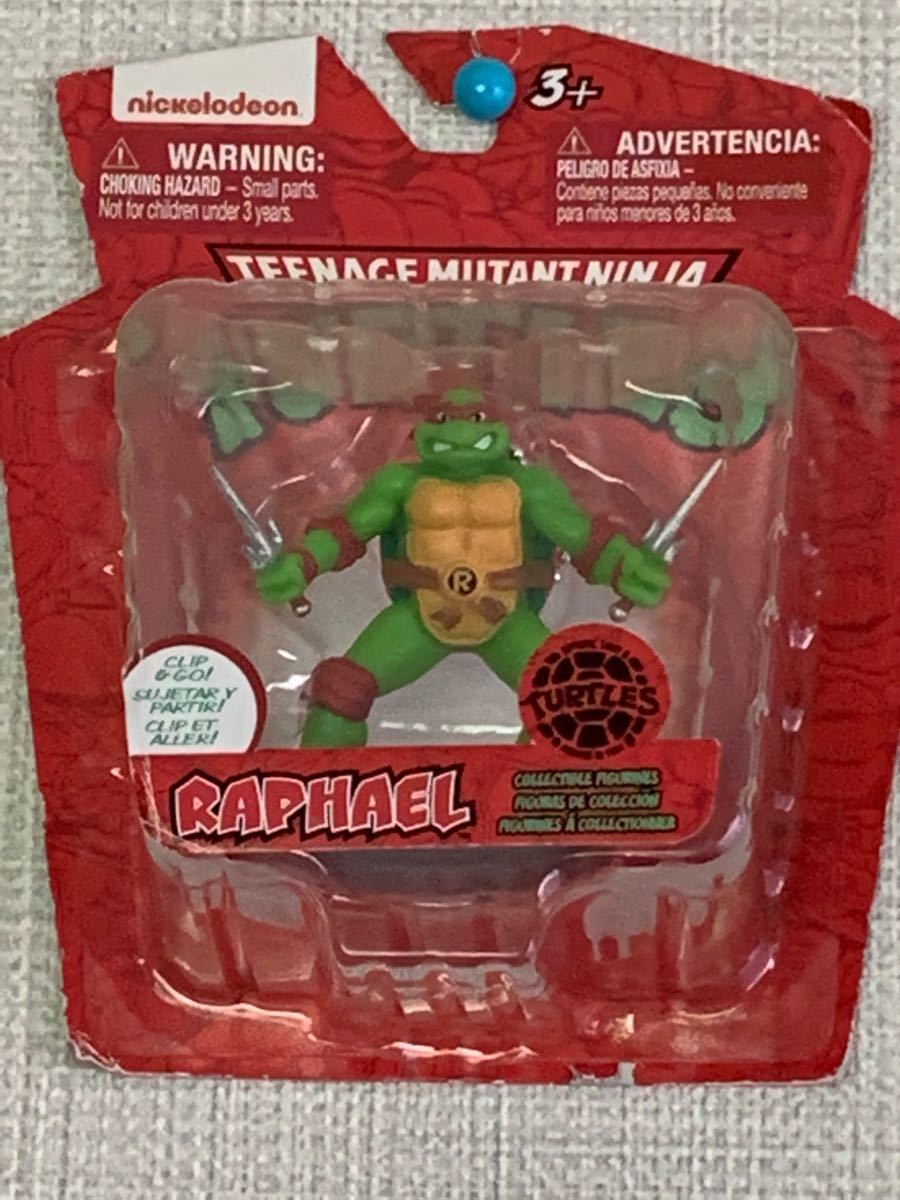 nickelodeon
3+
WARNING:
CHOKING HAZARD – Small parts.
Not for children under 3 years.
ADVERTENCIA:
PELIGRO DE ASFIXIA –
Contiene piezas pequeñas. No conveniente
para niños menores de 3 años.
TEENAGE MUTANT NINJA
R
CLIP
& GO!
SUJETAR Y
PARTIR!
CLIP ET
ALLER!
TURTLES
RAPHAEL
COLLECTIBLE FIGURINES
FIGURAS DE COLECCIÓN
FIGURINES À COLLECTIONNER